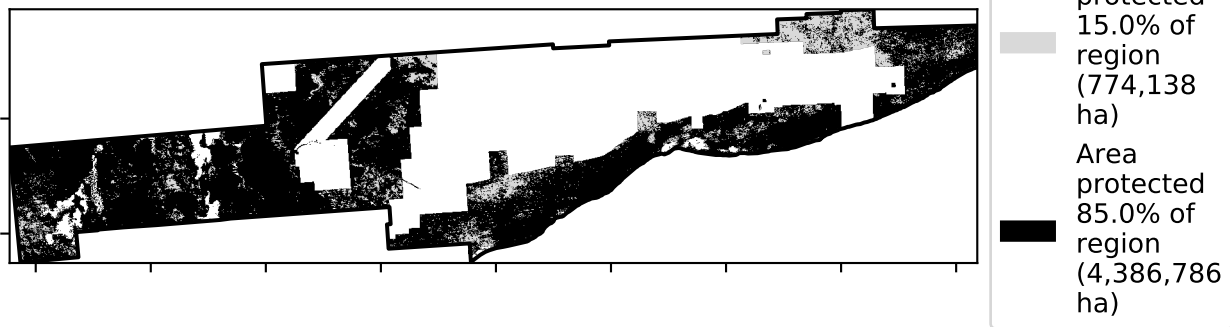 protected
15.0% of
region
(774,138
ha)
Area
protected
85.0% of
region
(4,386,786
ha)